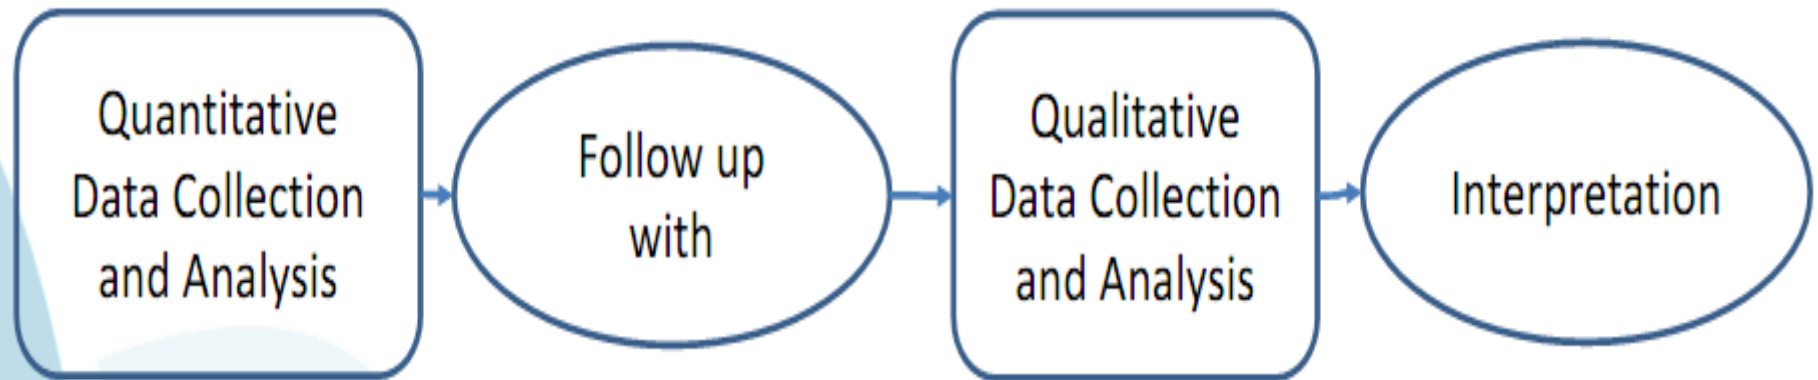 Quantitative
Data Collection
and Analysis
Follow up
with
Qualitative
Data Collection
and Analysis
Interpretation